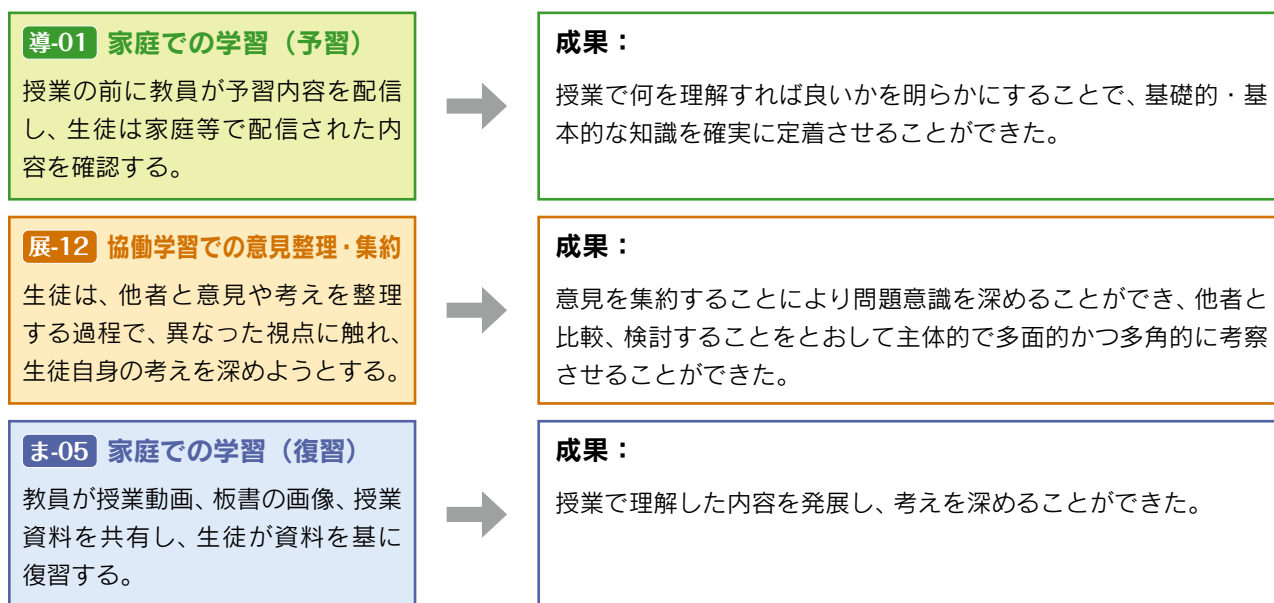 導-01 家庭での学習（予習）
授業の前に教員が予習内容を配信
し、生徒は家庭等で配信された内
容を確認する。
成果：
授業で何を理解すれば良いかを明らかにすることで、基礎的・基
本的な知識を確実に定着させることができた。
展-12 協働学習での意見整理・集約
生徒は、他者と意見や考えを整理
する過程で、異なった視点に触れ、
生徒自身の考えを深めようとする。
成果：
意見を集約することにより問題意識を深めることができ、他者と
比較、検討することをとおして主体的で多面的かつ多角的に考察
させることができた。
ま-05 家庭での学習（復習）
教員が授業動画、板書の画像、授業
資料を共有し、生徒が資料を基に
復習する。
成果：
授業で理解した内容を発展し、考えを深めることができた。